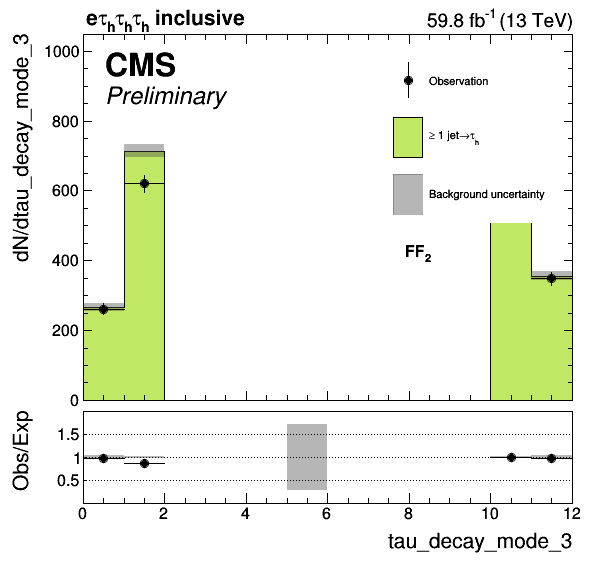 eτhτhτh inclusive 59.8 fb⁻¹ (13 TeV)
CMS
Preliminary
Observation
≥ 1 jet→τh
Background uncertainty
FF₂
dN/dtau_decay_mode_3
1000
800
600
400
200
0
Obs/Exp
1.5
1
0.5
0 2 4 6 8 10 12
tau_decay_mode_3